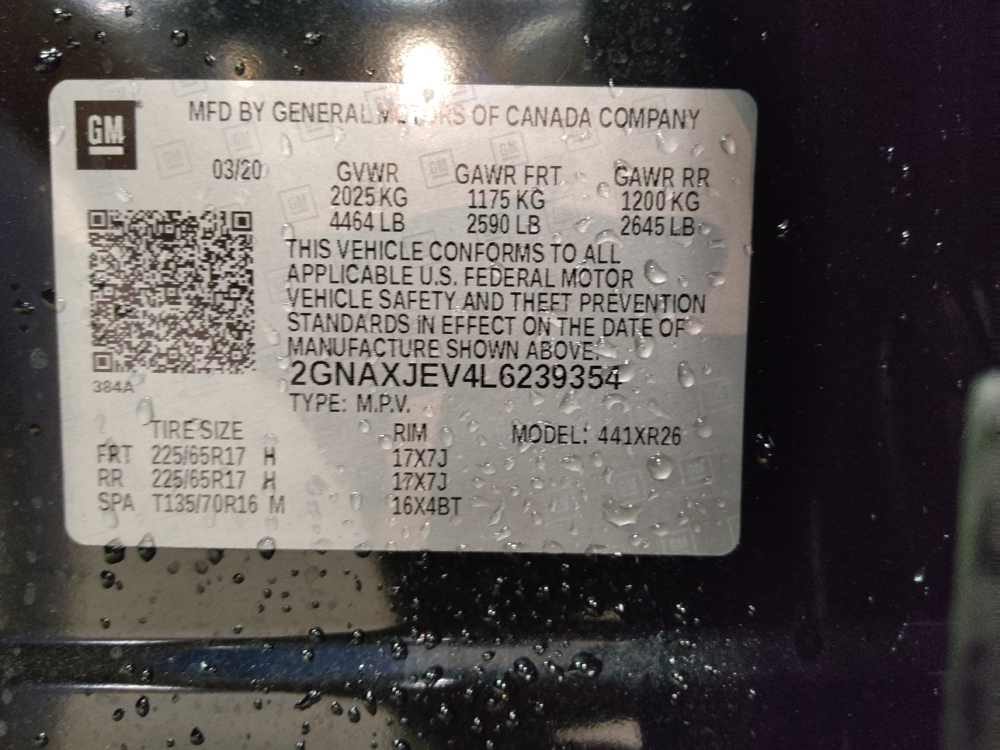 GM
MFD BY GENERAL MOTORS OF CANADA COMPANY
03/20 GVWR GAWR FRT GAWR RR
2025 KG 1175 KG 1200 KG
4464 LB 2590 LB 2645 LB
THIS VEHICLE CONFORMS TO ALL
APPLICABLE U.S. FEDERAL MOTOR
VEHICLE SAFETY AND THEFT PREVENTION
STANDARDS IN EFFECT ON THE DATE OF
MANUFACTURE SHOWN ABOVE.
2GNAXJEV4L6239354
384A
TYPE: M.P.V.
TIRE SIZE RIM MODEL: 441XR26
FRT 225/65R17 H 17X7J
RR 225/65R17 H 17X7J
SPA T135/70R16 M 16X4BT